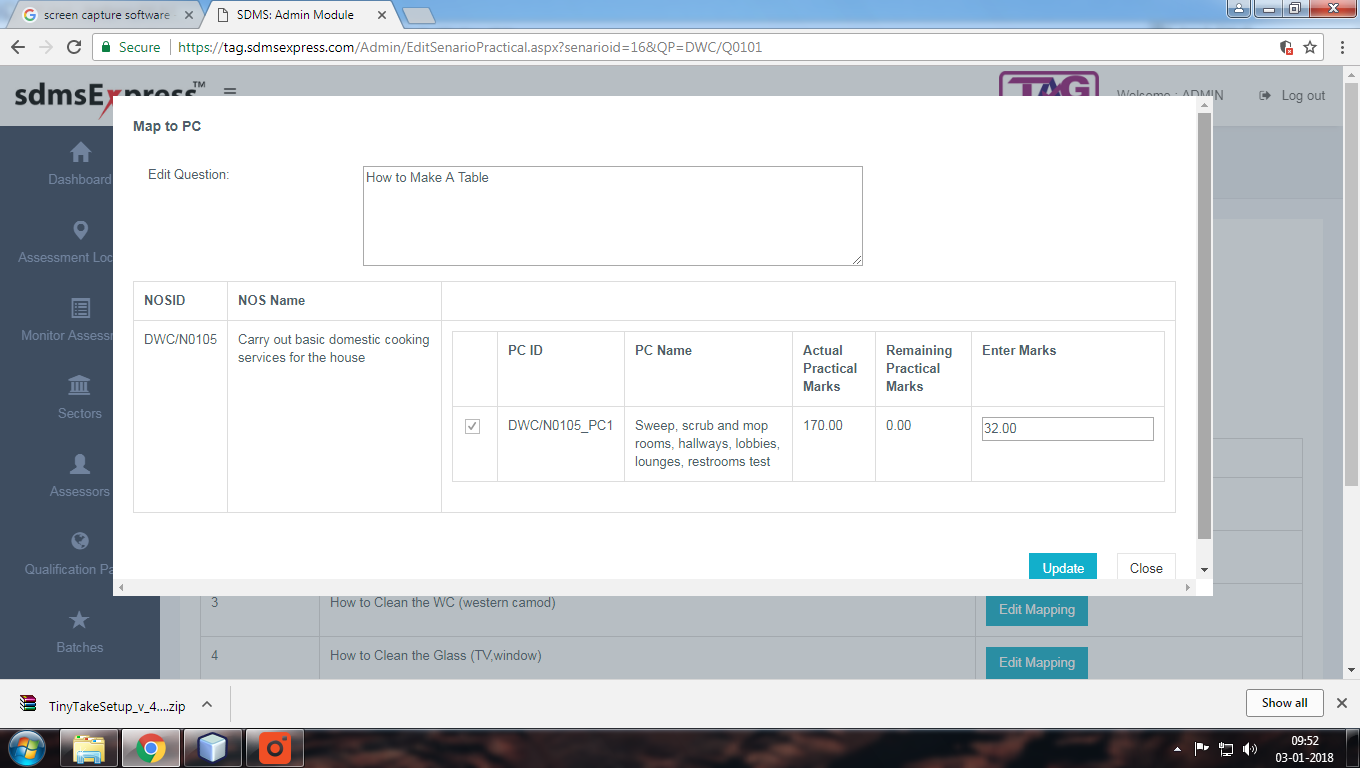 screen capture software
SDMS: Admin Module
Secure
https://tag.sdmsexpress.com/Admin/EditSenarioPractical.aspx?senarioid=16&QP=DWC/Q0101
sdmsExpress™
TAG
Welcome : ADMIN
Log out
Dashboard
Assessment Loc
Monitor Assessm
Sectors
Assessors
Qualification Pa
Batches
Map to PC
Edit Question:
How to Make A Table
NOSID
NOS Name
DWC/N0105
Carry out basic domestic cooking
services for the house
PC ID
PC Name
Actual
Practical
Marks
Remaining
Practical
Marks
Enter Marks
DWC/N0105_PC1
Sweep, scrub and mop
rooms, hallways, lobbies,
lounges, restrooms test
170.00
0.00
32.00
Update
Close
3
How to Clean the WC (western camod)
Edit Mapping
4
How to Clean the Glass (TV,window)
Edit Mapping
TinyTakeSetup_v_4....zip
Show all
09:52
03-01-2018